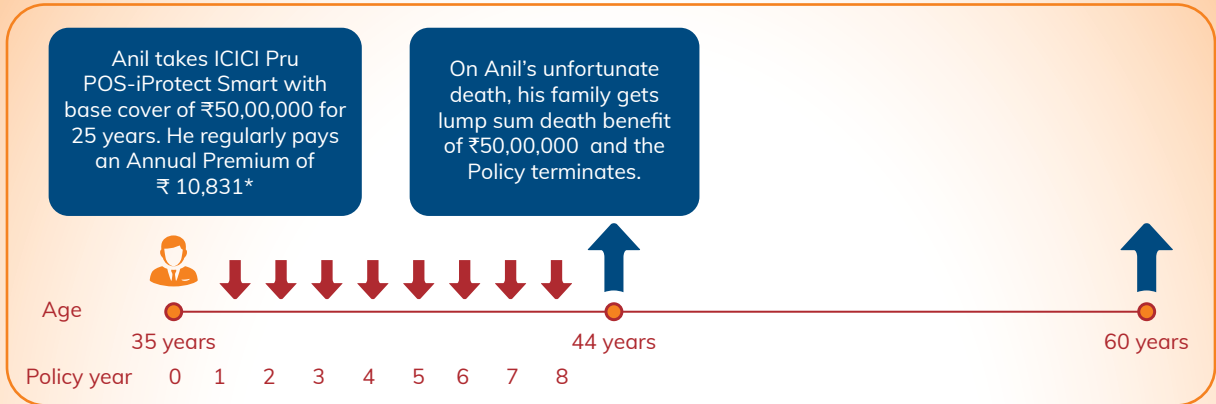 Anil takes ICICI Pru
POS-iProtect Smart with
base cover of ₹50,00,000 for
25 years. He regularly pays
an Annual Premium of
₹ 10,831*
On Anil’s unfortunate
death, his family gets
lump sum death benefit
of ₹50,00,000 and the
Policy terminates.
Age
35 years 44 years 60 years
Policy year 0 1 2 3 4 5 6 7 8